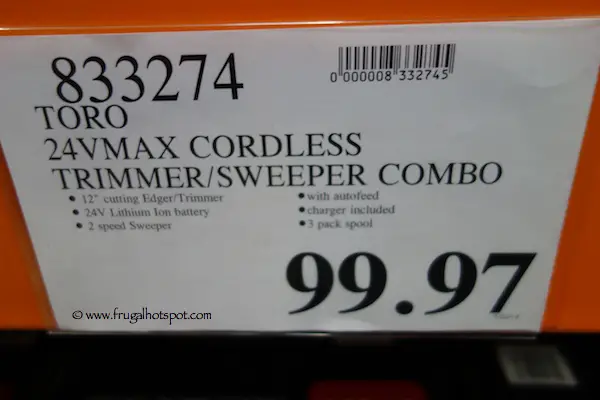 833274
0 000008 332745
TORO
24VMAX CORDLESS
TRIMMER/SWEEPER COMBO
• 12" cutting Edger/Trimmer
• 24V Lithium Ion battery
• 2 speed Sweeper
• with autofeed
• charger included
• 3 pack spool
99.97
© www.frugalhotspot.com